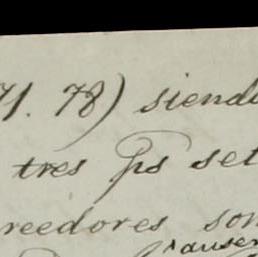 71. 78) siendo
tres ps set
reedores son